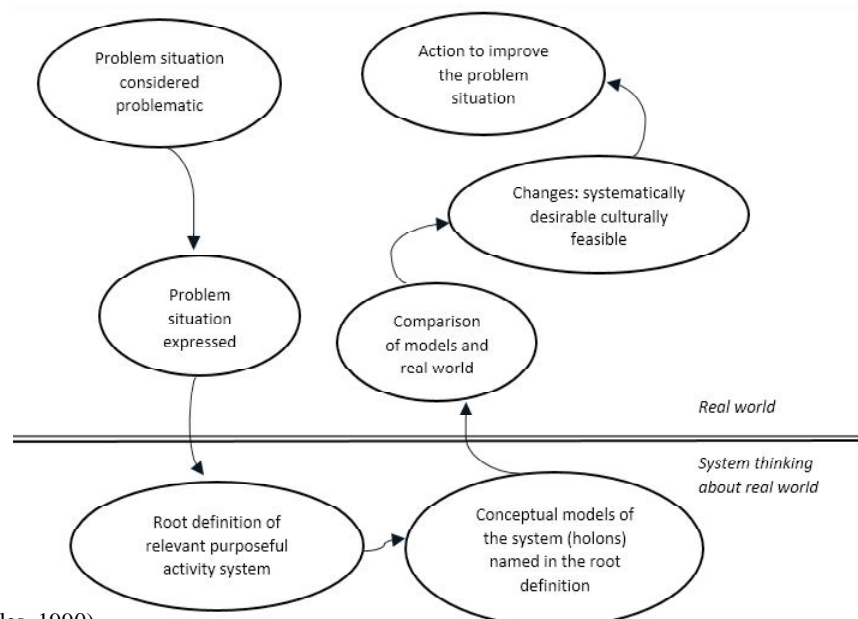 Problem situation
considered
problematic
Action to improve
the problem
situation
Changes: systematically
desirable culturally
feasible
Problem
situation
expressed
Comparison
of models and
real world
Real world
System thinking
about real world
Root definition of
relevant purposeful
activity system
Conceptual models of
the system (holons)
named in the root
definition
1990)